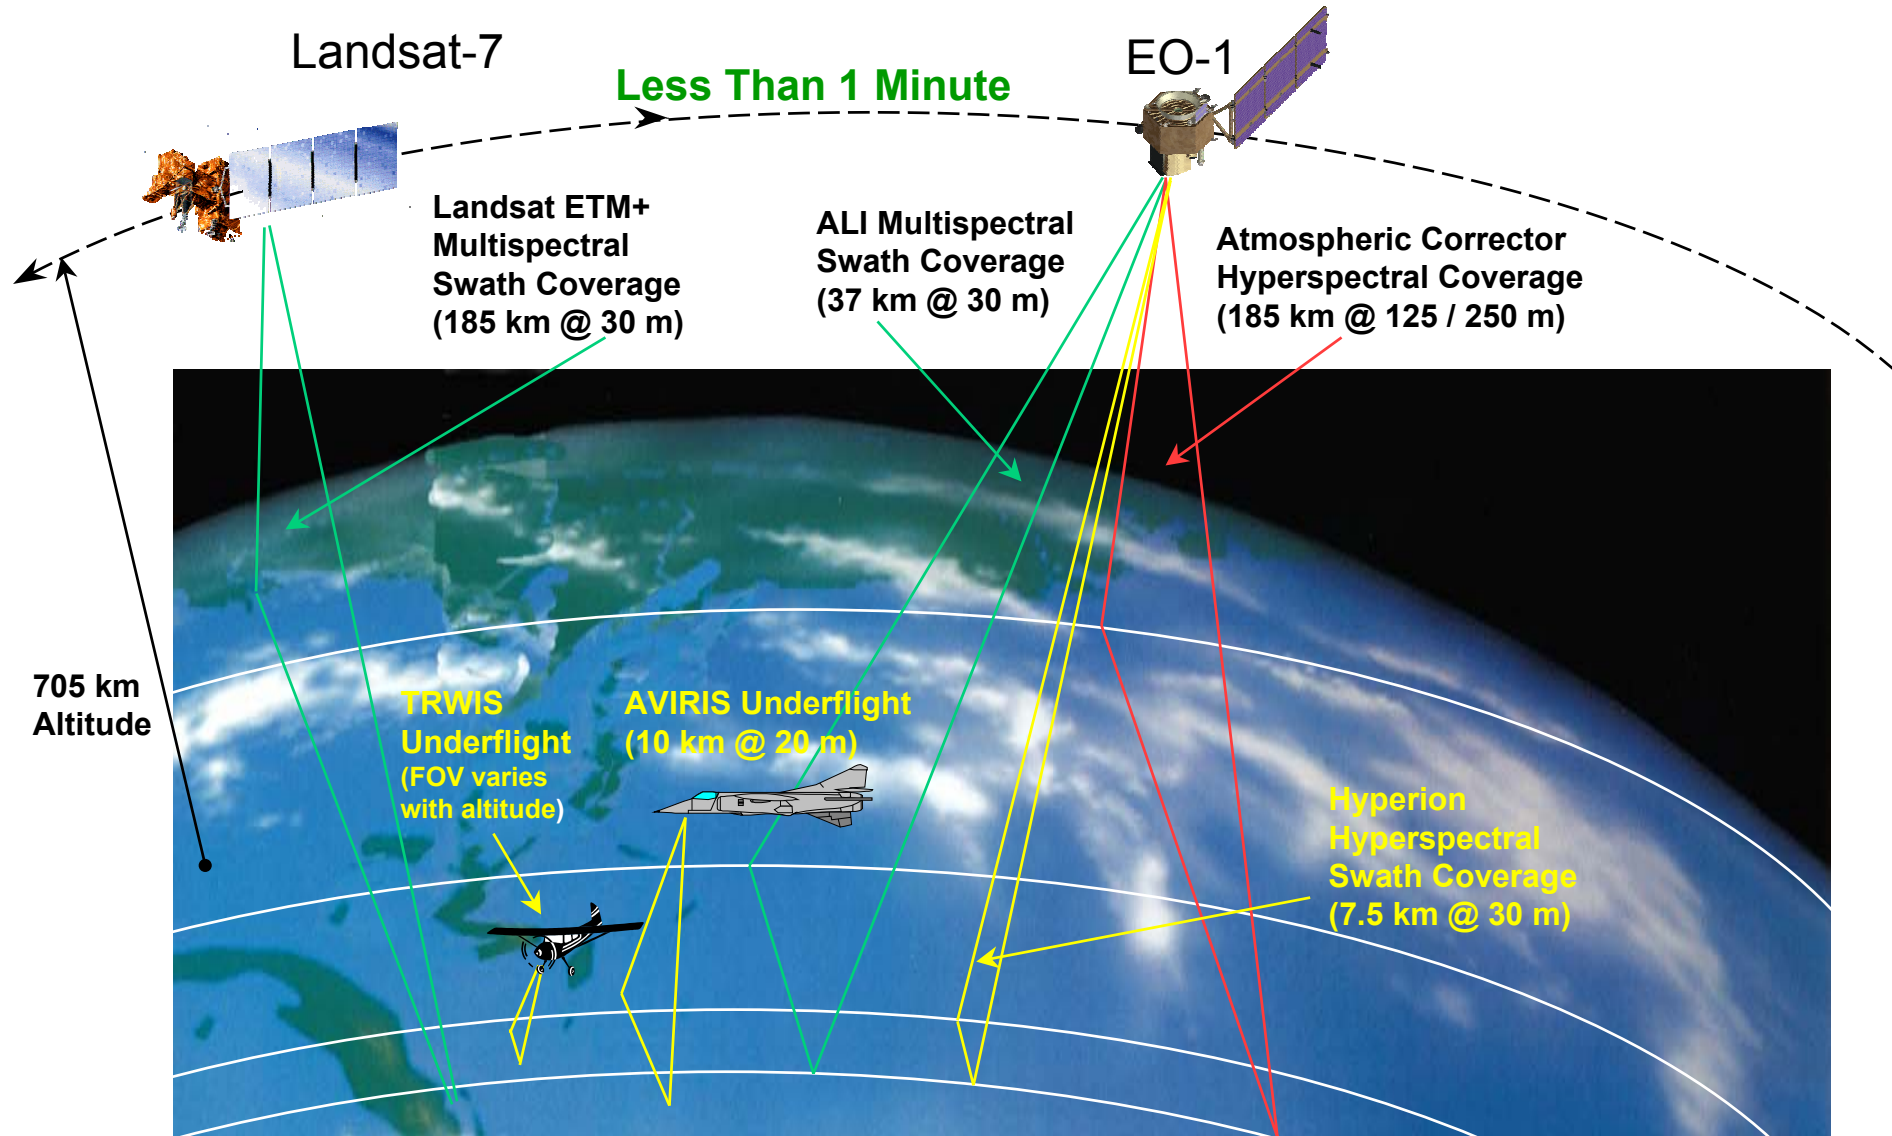 Landsat-7
Less Than 1 Minute
EO-1
Landsat ETM+
Multispectral
Swath Coverage
(185 km @ 30 m)
ALI Multispectral
Swath Coverage
(37 km @ 30 m)
Atmospheric Corrector
Hyperspectral Coverage
(185 km @ 125 / 250 m)
705 km
Altitude
TRWIS
Underflight
(FOV varies
with altitude)
AVIRIS Underflight
(10 km @ 20 m)
Hyperion
Hyperspectral
Swath Coverage
(7.5 km @ 30 m)